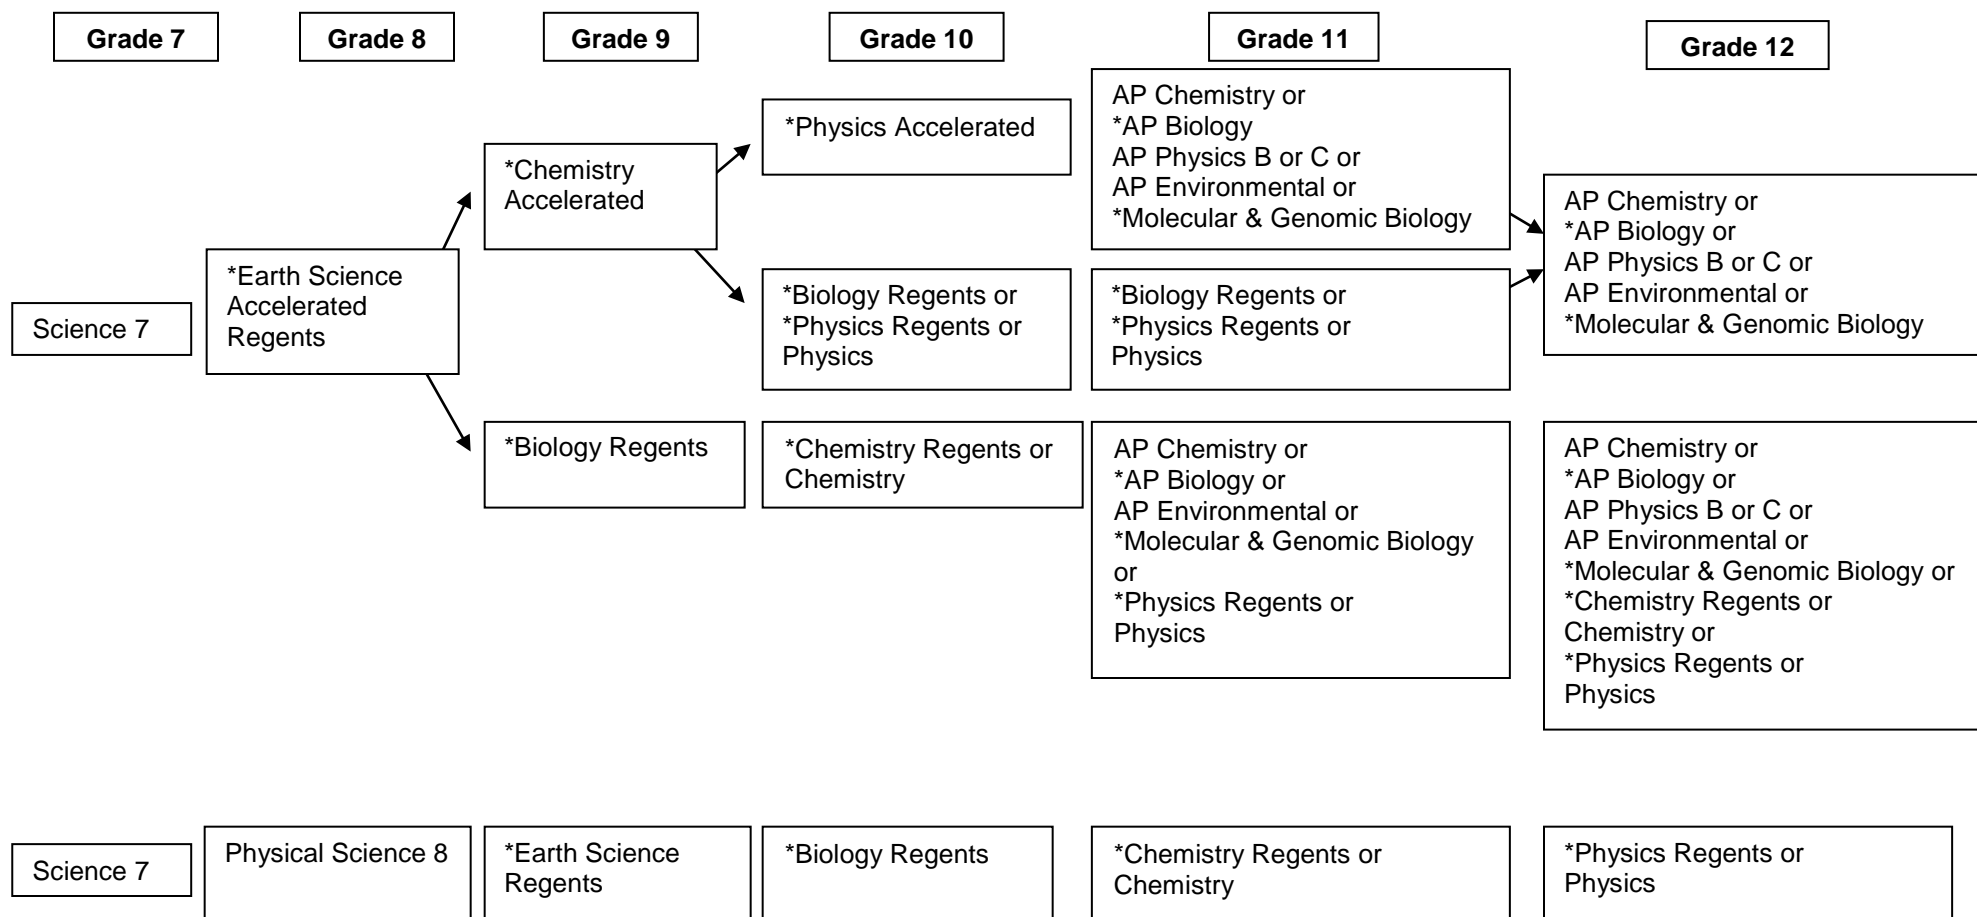 Grade 7
Grade 8
Grade 9
Grade 10
Grade 11
Grade 12
Science 7
*Earth Science
Accelerated
Regents
*Chemistry
Accelerated
*Physics Accelerated
AP Chemistry or
*AP Biology
AP Physics B or C or
AP Environmental or
*Molecular & Genomic Biology
AP Chemistry or
*AP Biology or
AP Physics B or C or
AP Environmental or
*Molecular & Genomic Biology
*Biology Regents or
*Physics Regents or
Physics
*Biology Regents or
*Physics Regents or
Physics
*Biology Regents
*Chemistry Regents or
Chemistry
AP Chemistry or
*AP Biology or
AP Environmental or
*Molecular & Genomic Biology
or
*Physics Regents or
Physics
AP Chemistry or
*AP Biology or
AP Physics B or C or
AP Environmental or
*Molecular & Genomic Biology or
*Chemistry Regents or
Chemistry or
*Physics Regents or
Physics
Science 7
Physical Science 8
*Earth Science
Regents
*Biology Regents
*Chemistry Regents or
Chemistry
*Physics Regents or
Physics